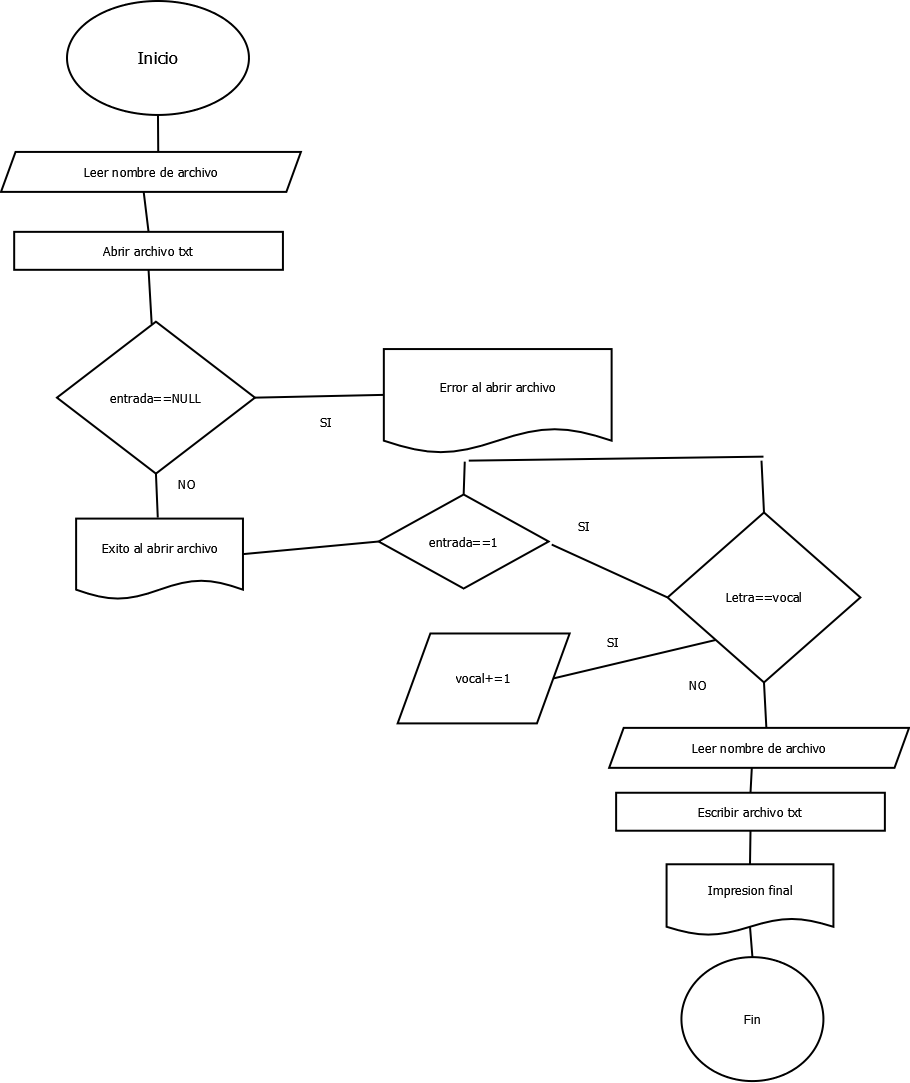 Inicio
Leer nombre de archivo
Abrir archivo txt
entrada==NULL
SI
Error al abrir archivo
NO
Exito al abrir archivo
entrada==1
SI
Letra==vocal
SI
vocal+=1
NO
Leer nombre de archivo
Escribir archivo txt
Impresion final
Fin